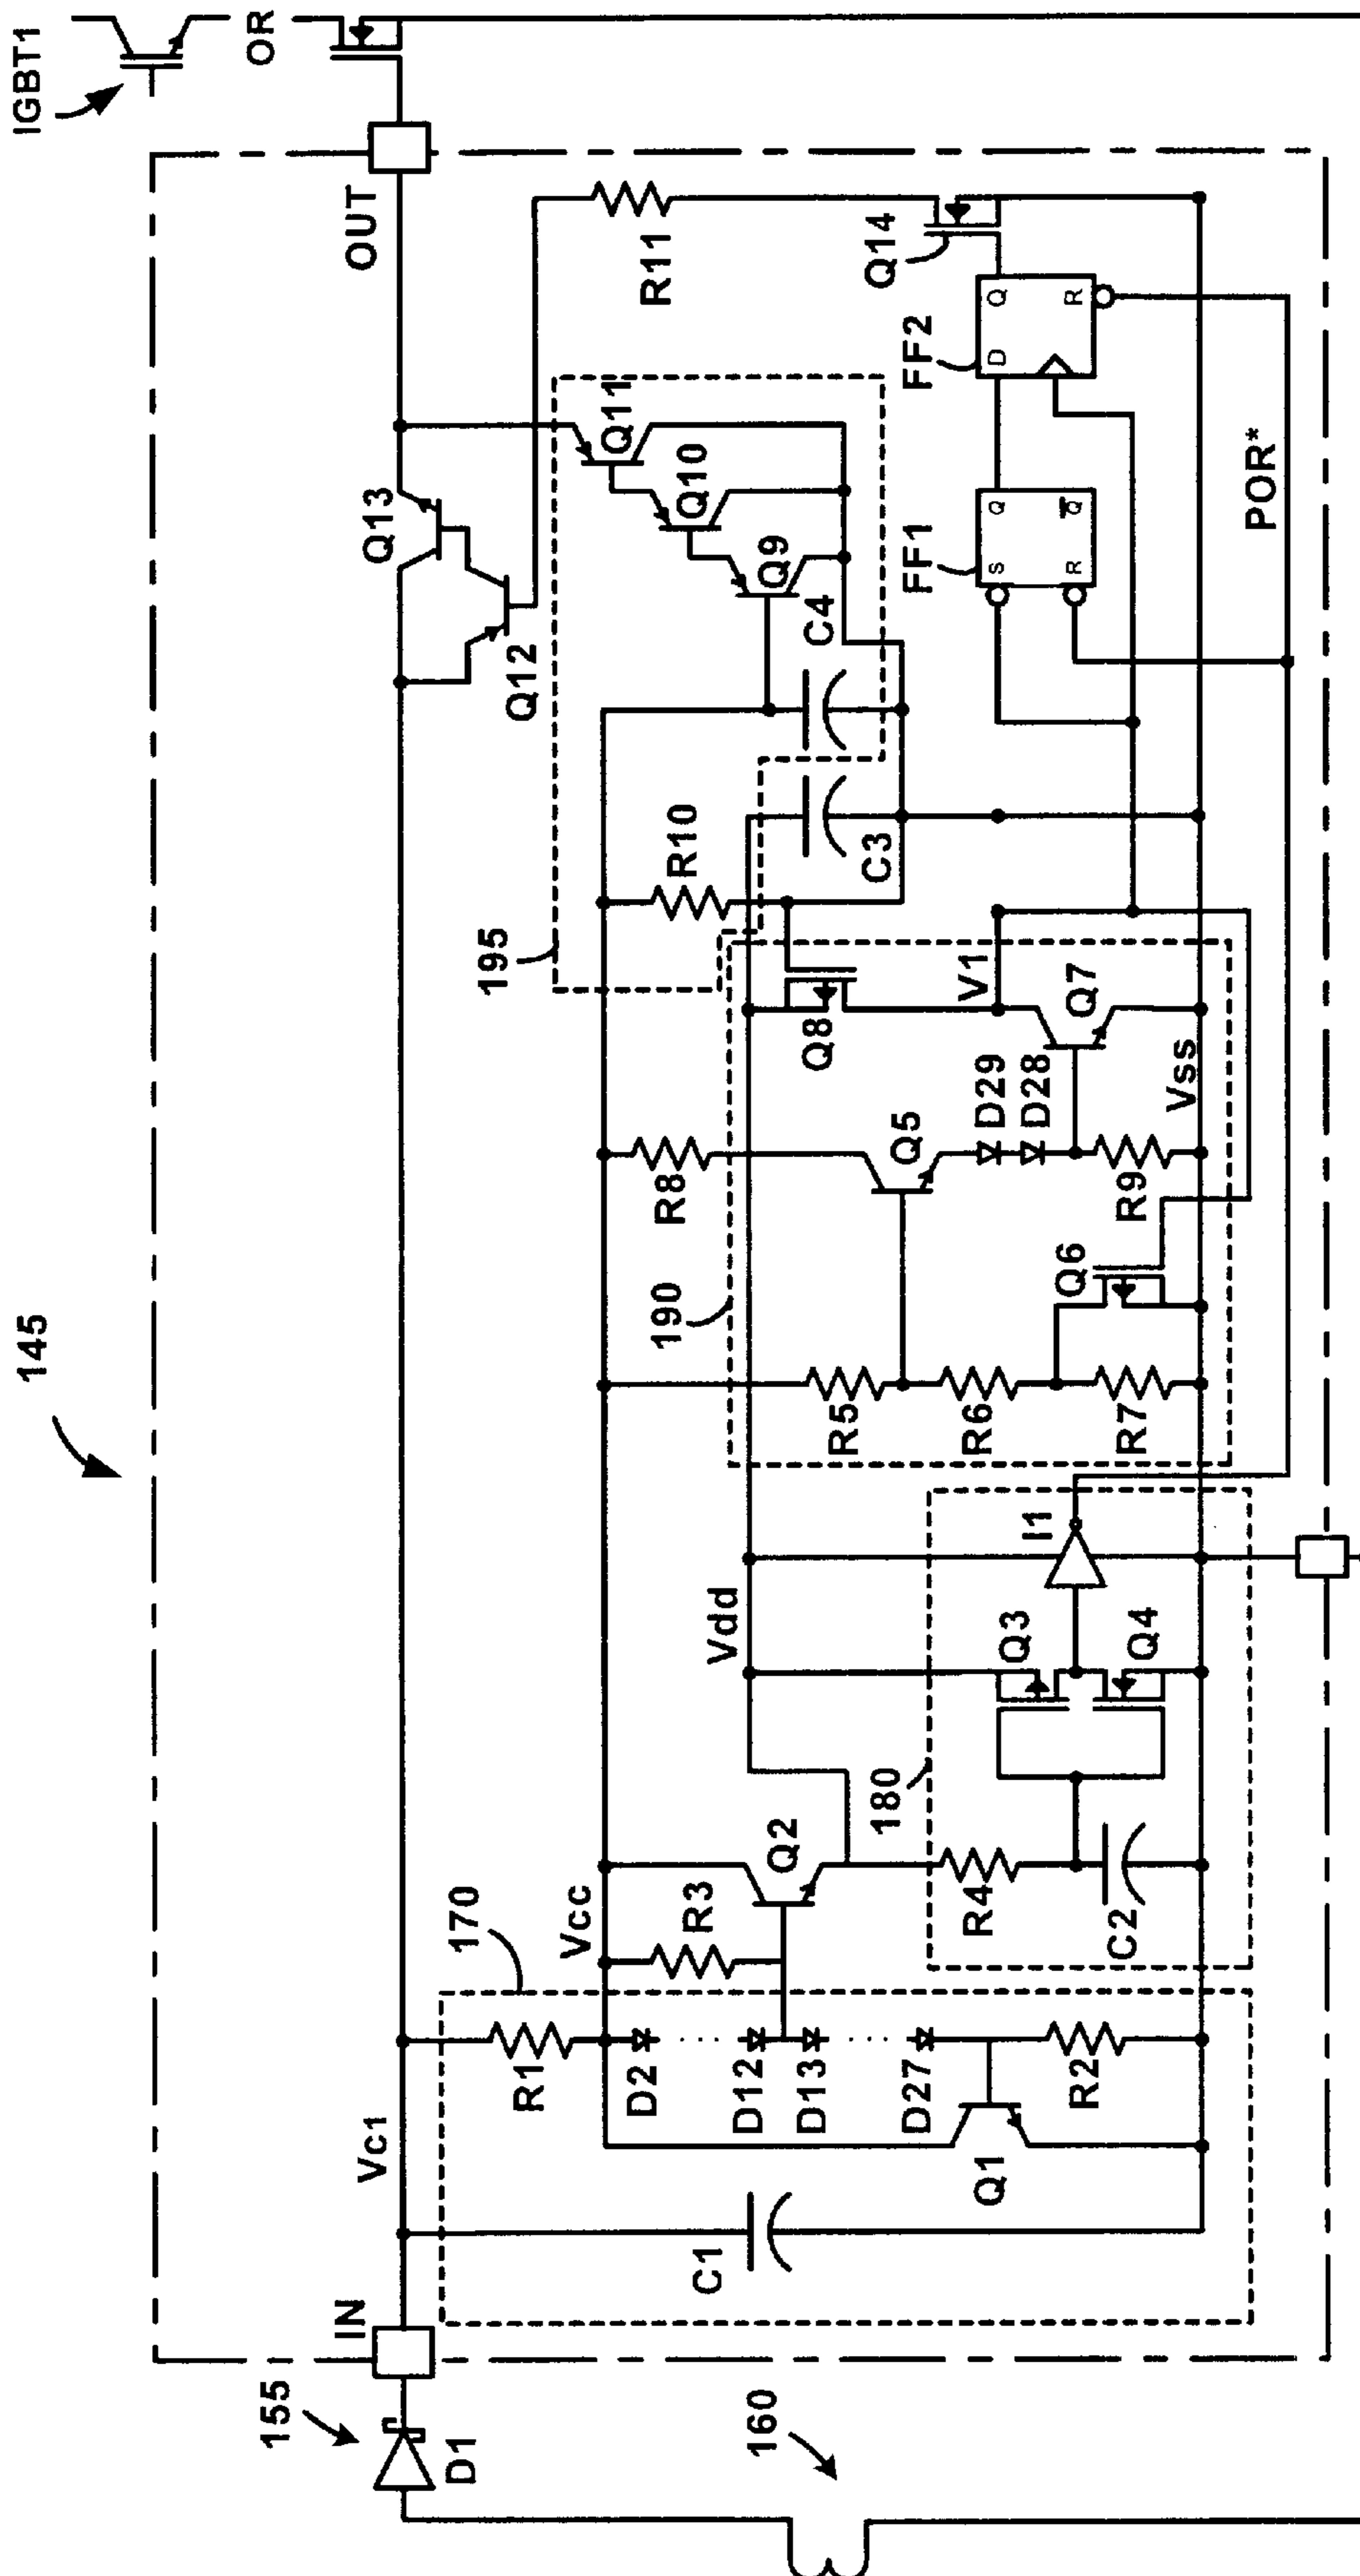 145
IGBT1
OR
OUT
Q13
Q12
R11
IN
155
D1
160
Vc1
170
R1
Vcc
D2
D12
D13
D27
R2
Q1
C1
R3
Q2
180
R4
C2
Vdd
Q3
Q4
I1
190
R5
R6
R7
Q6
R8
Q5
D29
D28
R9
Q8
V1
Q7
Vss
195
R10
C3
C4
Q9
Q10
Q11
FF1
S
Q
R
Q
FF2
D
Q
R
Q14
POR*